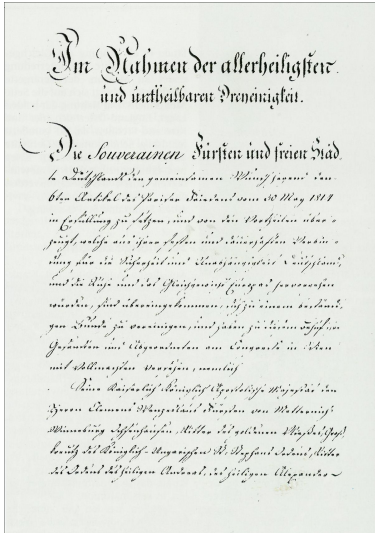 Im Nahmen der allerheiligsten
und untheilbaren Dreyeinigkeit.
Die Souverainen Fürsten und freien Städ-
te Deutschlands den gemeinsamen Wunsch hegend den
6ten Artikel des Pariser Friedens vom 30 May 1814
in Erfüllung zu setzen, und von den Vortheilen über-
zeugt, welche aus ihrer festen und dauerhaften Verbin-
dung für die Sicherheit und Unabhängigkeit Deutschlands,
und die Ruhe und das Gleichgewicht Europas hervorgehen
würden, sind übereingekommen, sich zu einem beständi-
gen Bunde zu vereinigen, und haben zu diesem Behuf ihre
Gesandten und Abgeordneten am Congresse in Wien
mit Vollmachten versehen, nemlich
Seine Kaiserlich Königlich Apostolische Majestät den
Herrn Clemens Wenzeslaus Fürsten von Metternich-
Winneburg Ochsenhausen, Ritter des goldenen Vließes, Groß-
kreutz des Königlich-Ungarischen St. Stephans Ordens, Ritter
des Ordens des heiligen Andreas, des heiligen Alexander-